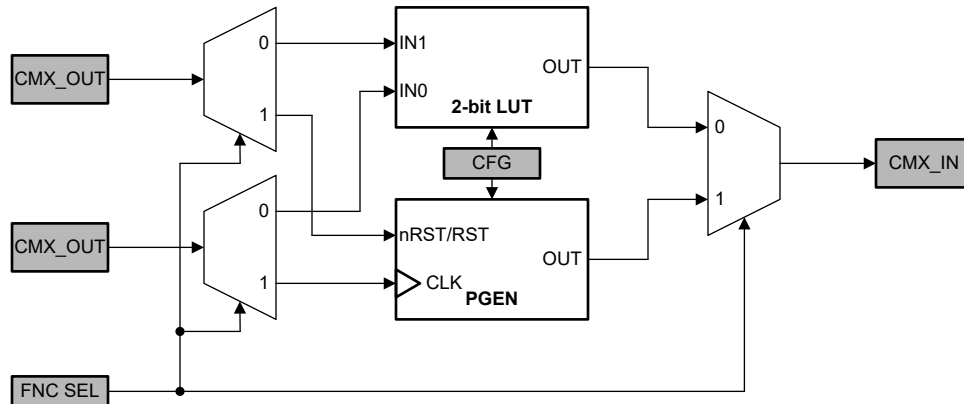 0
IN1
CMX_OUT
OUT
IN0
1
2-bit LUT
0
CFG
CMX_IN
0
1
CMX_OUT
nRST/RST
OUT
1
CLK
PGEN
FNC SEL